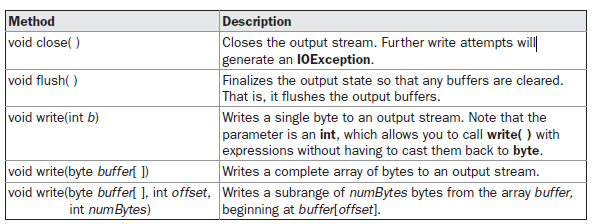 Method Description
void close( ) Closes the output stream. Further write attempts will
generate an IOException.
void flush( ) Finalizes the output state so that any buffers are cleared.
That is, it flushes the output buffers.
void write(int b) Writes a single byte to an output stream. Note that the
parameter is an int, which allows you to call write( ) with
expressions without having to cast them back to byte.
void write(byte buffer[ ]) Writes a complete array of bytes to an output stream.
void write(byte buffer[ ], int offset, Writes a subrange of numBytes bytes from the array buffer,
int numBytes) beginning at buffer[offset].